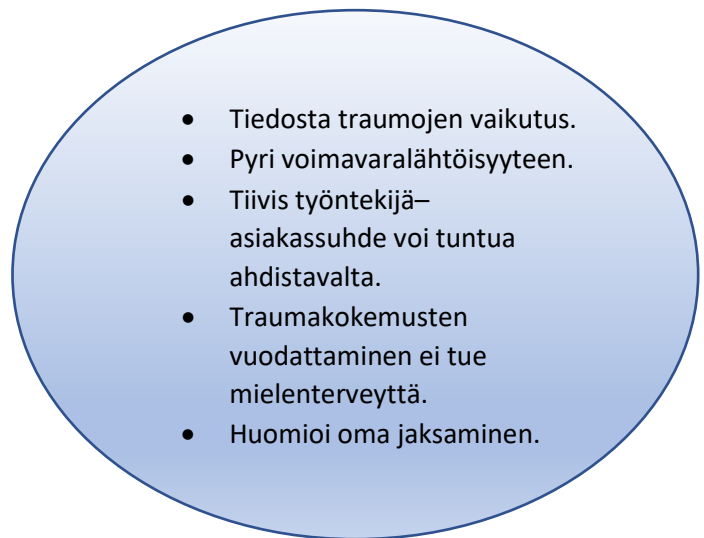 • Tiedosta traumojen vaikutus.
• Pyri voimavaralähtöisyyteen.
• Tiivis työntekijä–
asiakassuhde voi tuntua
ahdistavalta.
• Traumakokemusten
vuodattaminen ei tue
mielenterveyttä.
• Huomioi oma jaksaminen.